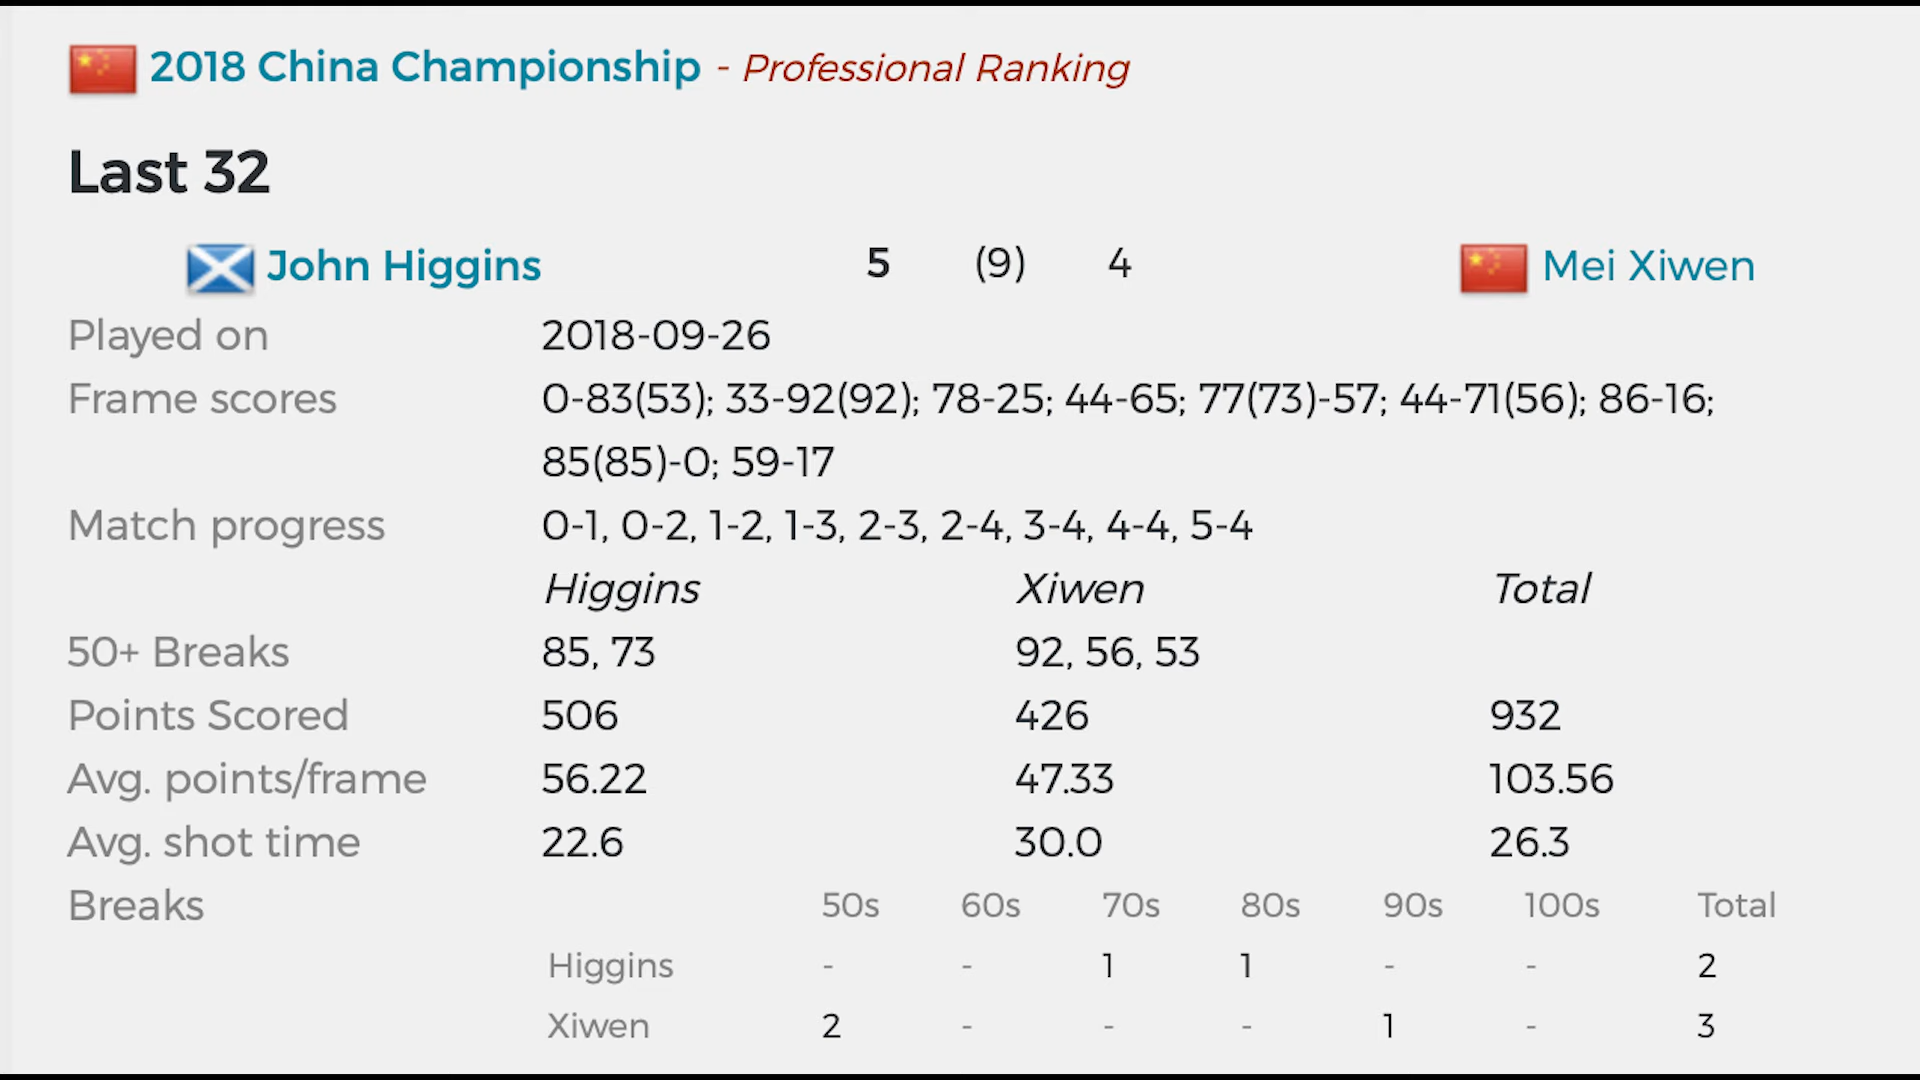 2018 China Championship - Professional Ranking
Last 32
John Higgins 5 (9) 4 Mei Xiwen
Played on 2018-09-26
Frame scores 0-83(53); 33-92(92); 78-25; 44-65; 77(73)-57; 44-71(56); 86-16;
85(85)-0; 59-17
Match progress 0-1, 0-2, 1-2, 1-3, 2-3, 2-4, 3-4, 4-4, 5-4
Higgins Xiwen Total
50+ Breaks 85, 73 92, 56, 53
Points Scored 506 426 932
Avg. points/frame 56.22 47.33 103.56
Avg. shot time 22.6 30.0 26.3
Breaks 50s 60s 70s 80s 90s 100s Total
Higgins - - 1 1 - - 2
Xiwen 2 - - - 1 - 3